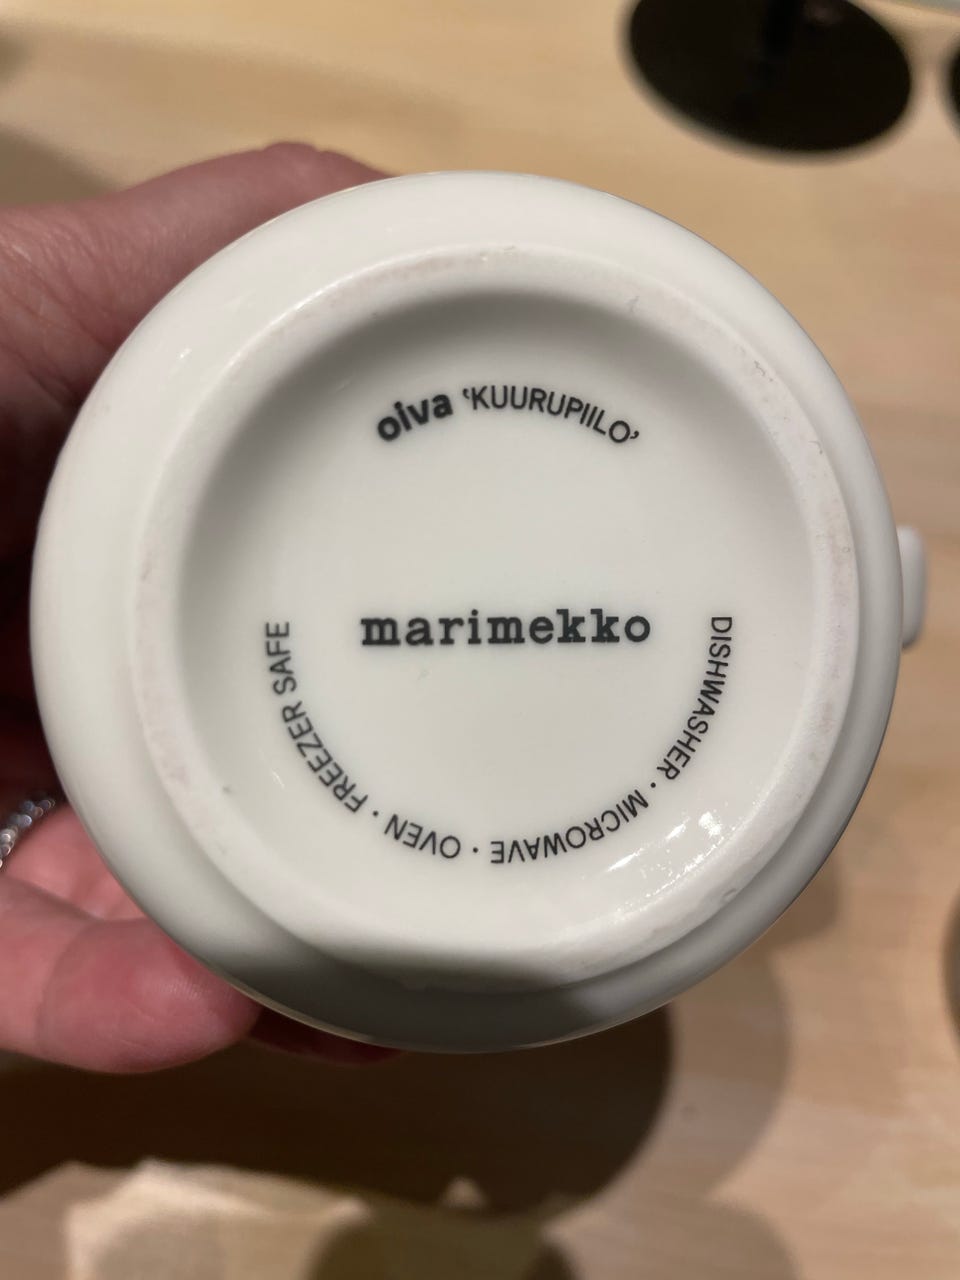 oiva ‘KUURUPIILO’
marimekko
DISHWASHER · MICROWAVE · OVEN · FREEZER SAFE